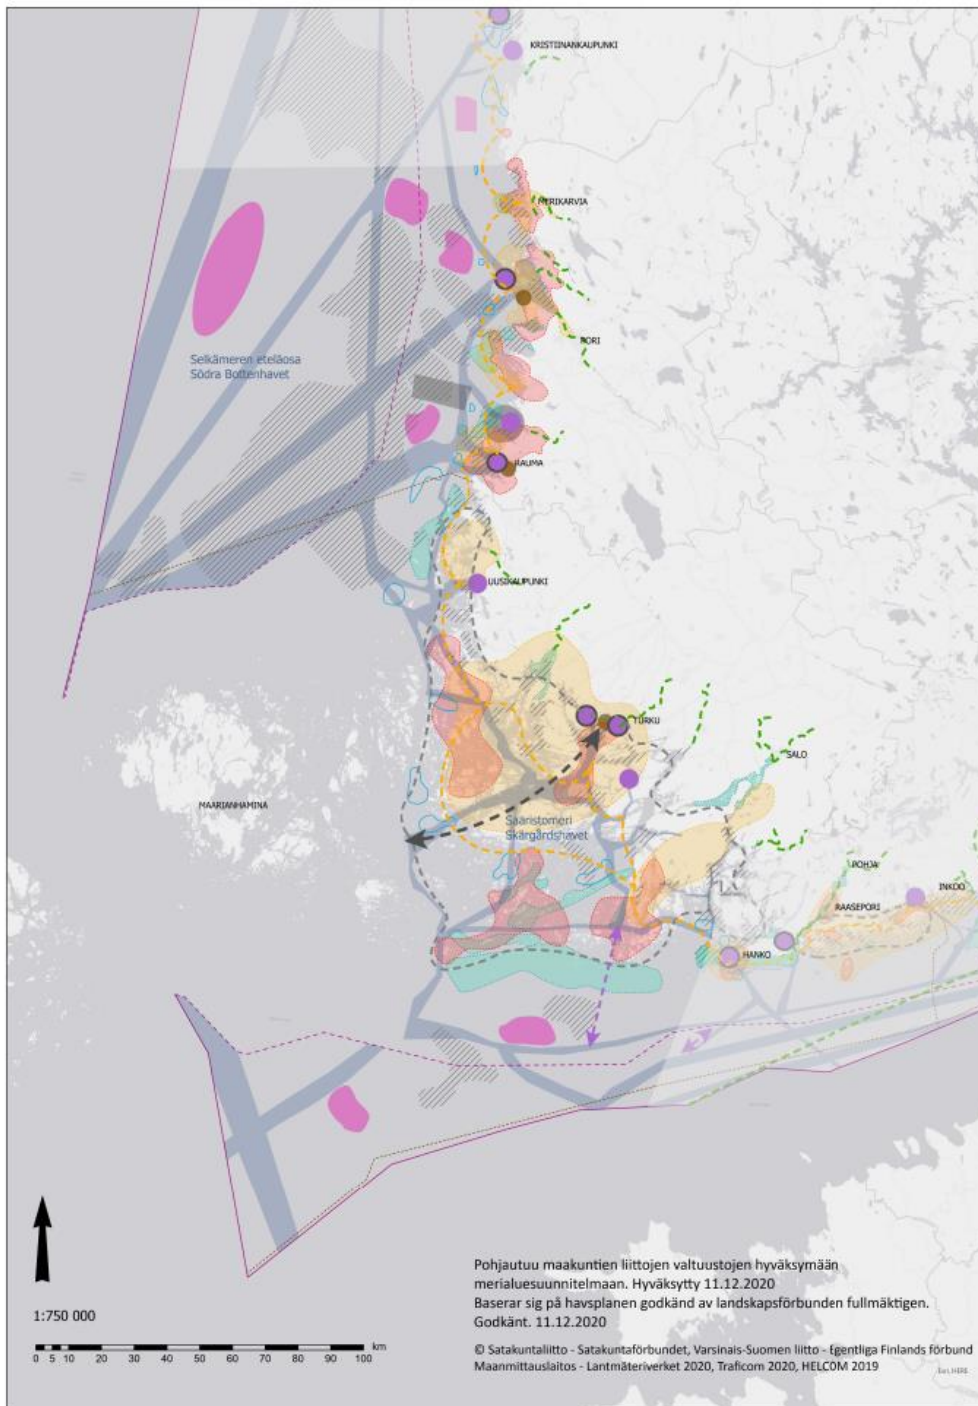 KRISTIINANKAUPUNKI
MERIKARVIA
PORI
Selkämeren eteläosa
Södra Bottenhavet
RAUMA
UUSIKAUPUNKI
TURKU
SALO
MAARIANHAMINA
Saaristomeri
Skärgårdshavet
POHJA
INKOO
RAASEPORI
HANKO
Pohjautuu maakuntien liittojen valtuustojen hyväksymään
merialuesuunnitelmaan. Hyväksytty 11.12.2020
Baserar sig på havsplanen godkänd av landskapsförbunden fullmäktigen.
Godkänt. 11.12.2020
1:750 000
km
0 5 10 20 30 40 50 60 70 80 90 100
© Satakuntaliitto - Satakuntaförbundet, Varsinais-Suomen liitto - Egentliga Finlands förbund
Maanmittauslaitos - Lantmäteriverket 2020, Traficom 2020, HELCOM 2019
Esri, HERE